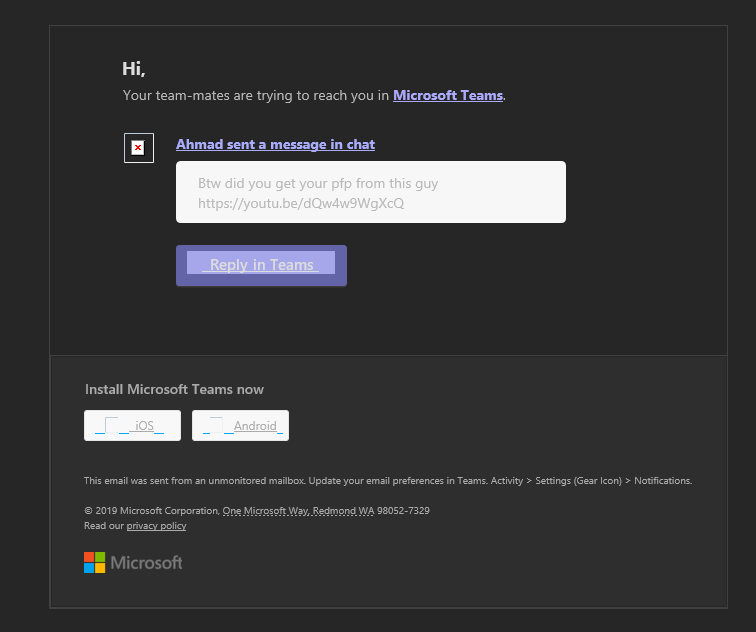 Hi,
Your team-mates are trying to reach you in Microsoft Teams.
Ahmad sent a message in chat
Btw did you get your pfp from this guy
https://youtu.be/dQw4w9WgXcQ
Reply in Teams
Install Microsoft Teams now
iOS Android
This email was sent from an unmonitored mailbox. Update your email preferences in Teams. Activity > Settings (Gear Icon) > Notifications.
© 2019 Microsoft Corporation, One Microsoft Way, Redmond WA 98052-7329
Read our privacy policy
Microsoft